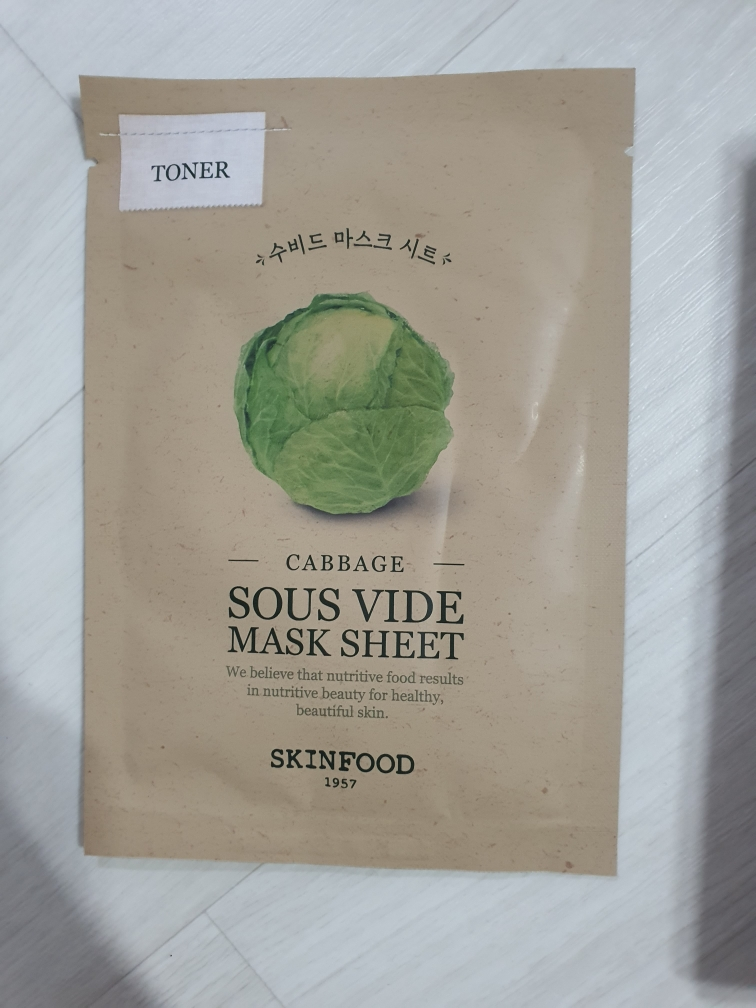 TONER
수비드 마스크 시트
CABBAGE
SOUS VIDE
MASK SHEET
We believe that nutritive food results
in nutritive beauty for healthy,
beautiful skin.
SKINFOOD
1957